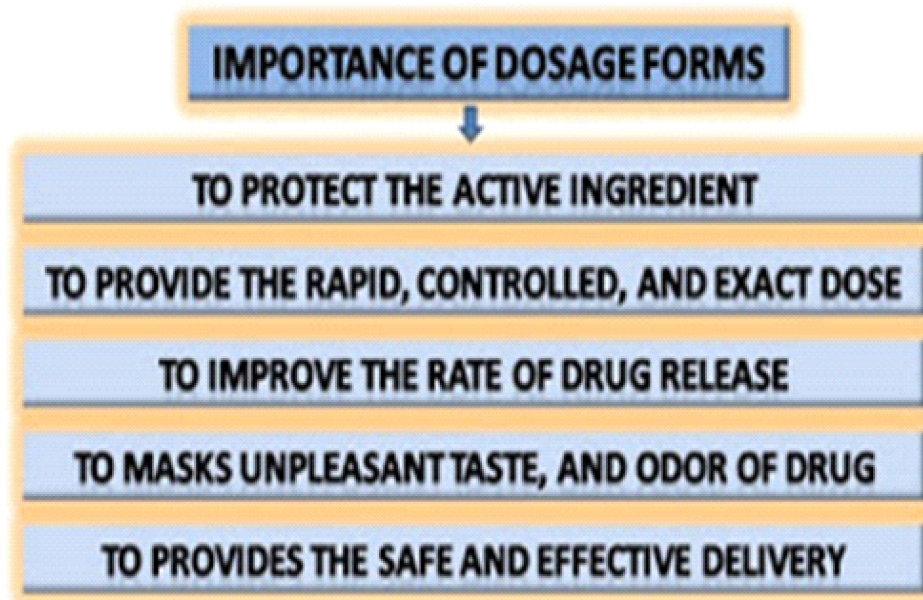 IMPORTANCE OF DOSAGE FORMS
TO PROTECT THE ACTIVE INGREDIENT
TO PROVIDE THE RAPID, CONTROLLED, AND EXACT DOSE
TO IMPROVE THE RATE OF DRUG RELEASE
TO MASKS UNPLEASANT TASTE, AND ODOR OF DRUG
TO PROVIDES THE SAFE AND EFFECTIVE DELIVERY